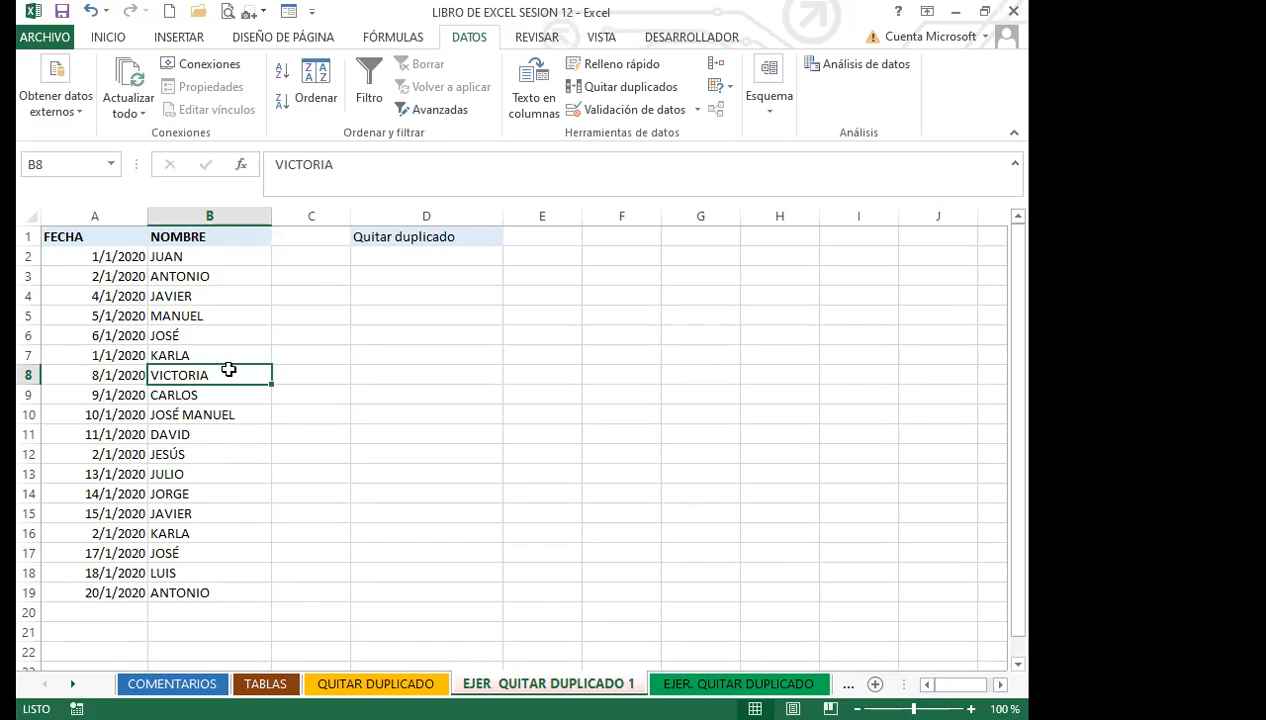 LIBRO DE EXCEL SESION 12 - Excel
ARCHIVO INICIO INSERTAR DISEÑO DE PÁGINA FÓRMULAS DATOS REVISAR VISTA DESARROLLADOR Cuenta Microsoft
Obtener datos externos
Actualizar todo
Conexiones
Propiedades
Editar vínculos
Conexiones
Ordenar
Filtro
Borrar
Volver a aplicar
Avanzadas
Ordenar y filtrar
Texto en columnas
Relleno rápido
Quitar duplicados
Validación de datos
Herramientas de datos
Esquema
Análisis de datos
Análisis
B8 fx VICTORIA
A B C D E F G H I J
1 FECHA NOMBRE Quitar duplicado
2 1/1/2020 JUAN
3 2/1/2020 ANTONIO
4 4/1/2020 JAVIER
5 5/1/2020 MANUEL
6 6/1/2020 JOSÉ
7 1/1/2020 KARLA
8 8/1/2020 VICTORIA
9 9/1/2020 CARLOS
10 10/1/2020 JOSÉ MANUEL
11 11/1/2020 DAVID
12 2/1/2020 JESÚS
13 13/1/2020 JULIO
14 14/1/2020 JORGE
15 15/1/2020 JAVIER
16 2/1/2020 KARLA
17 17/1/2020 JOSÉ
18 18/1/2020 LUIS
19 20/1/2020 ANTONIO
20
21
22
COMENTARIOS TABLAS QUITAR DUPLICADO EJER QUITAR DUPLICADO 1 EJER. QUITAR DUPLICADO ...
LISTO 100 %